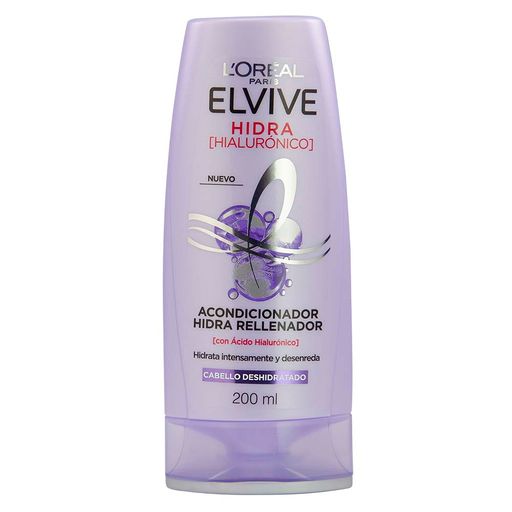 L'ORÉAL
PARIS
ELVIVE
HIDRA
[HIALURÓNICO]
NUEVO
ACONDICIONADOR
HIDRA RELLENADOR
[con Ácido Hialurónico]
Hidrata intensamente y desenreda
CABELLO DESHIDRATADO
200 ml